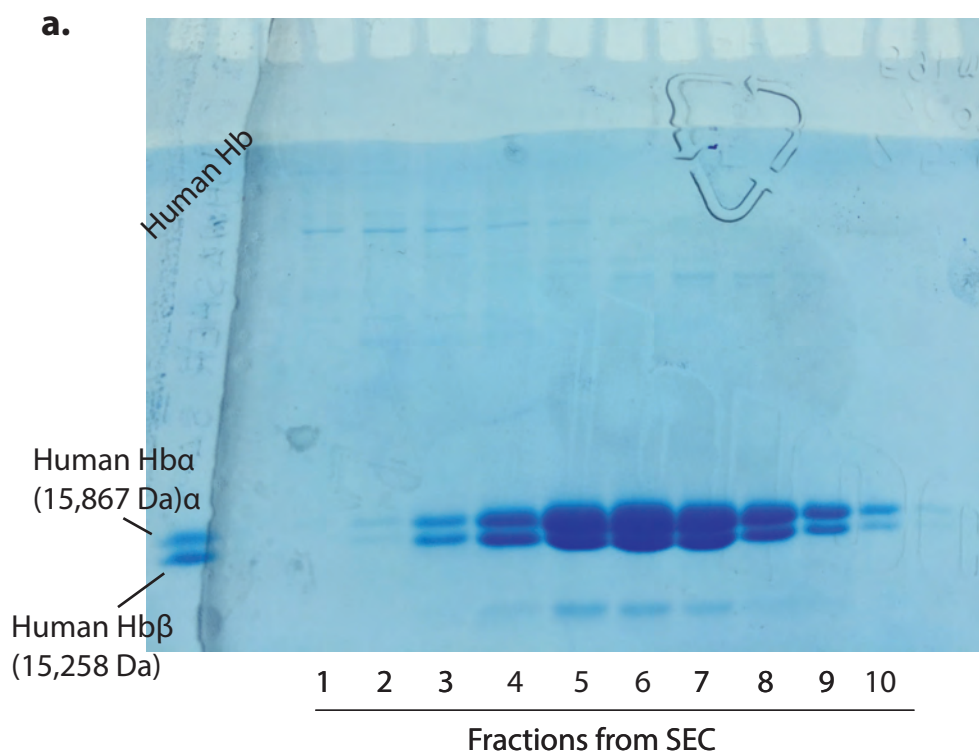 a.
Human Hb
Human Hbα
(15,867 Da)α
Human Hbβ
(15,258 Da)
1 2 3 4 5 6 7 8 9 10
Fractions from SEC